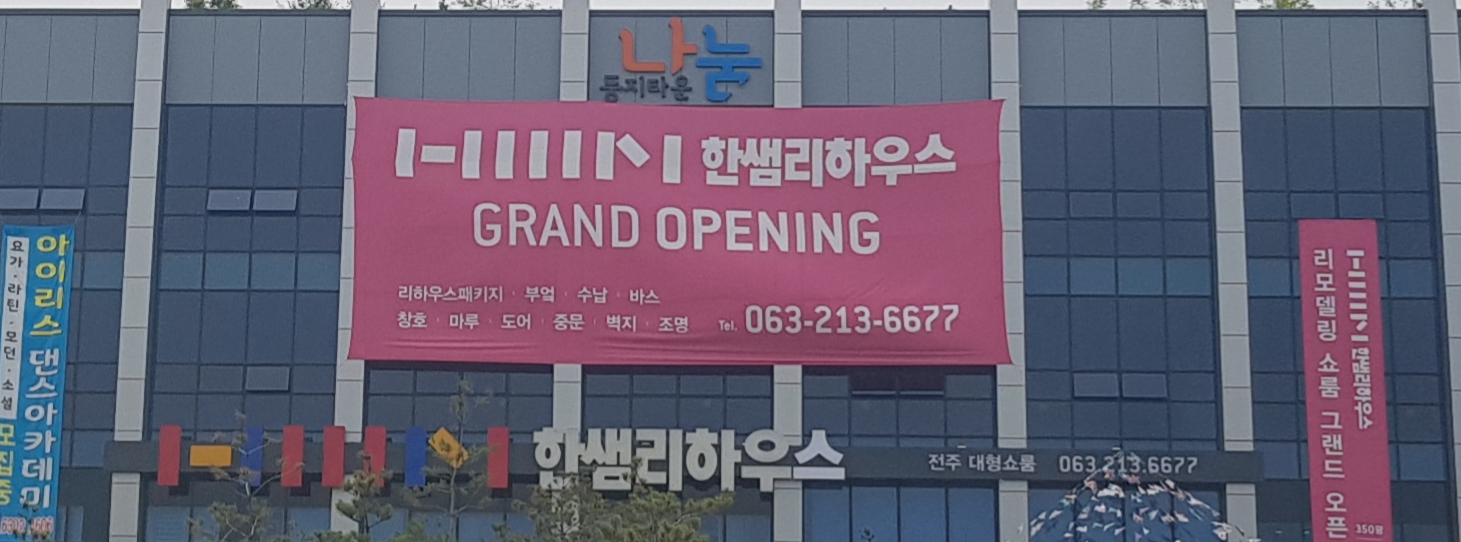 나눔
둥지타운
한샘리하우스
GRAND OPENING
리하우스패키지 · 부엌 · 수납 · 바스
창호 · 마루 · 도어 · 중문 · 벽지 · 조명 Tel. 063-213-6677
아이리스 댄스아카데미
요가·라틴·모던·소셜 모집중
한샘리하우스
전주 대형쇼룸 063.213.6677
한샘리하우스
리모델링 쇼룸 그랜드 오픈
350평